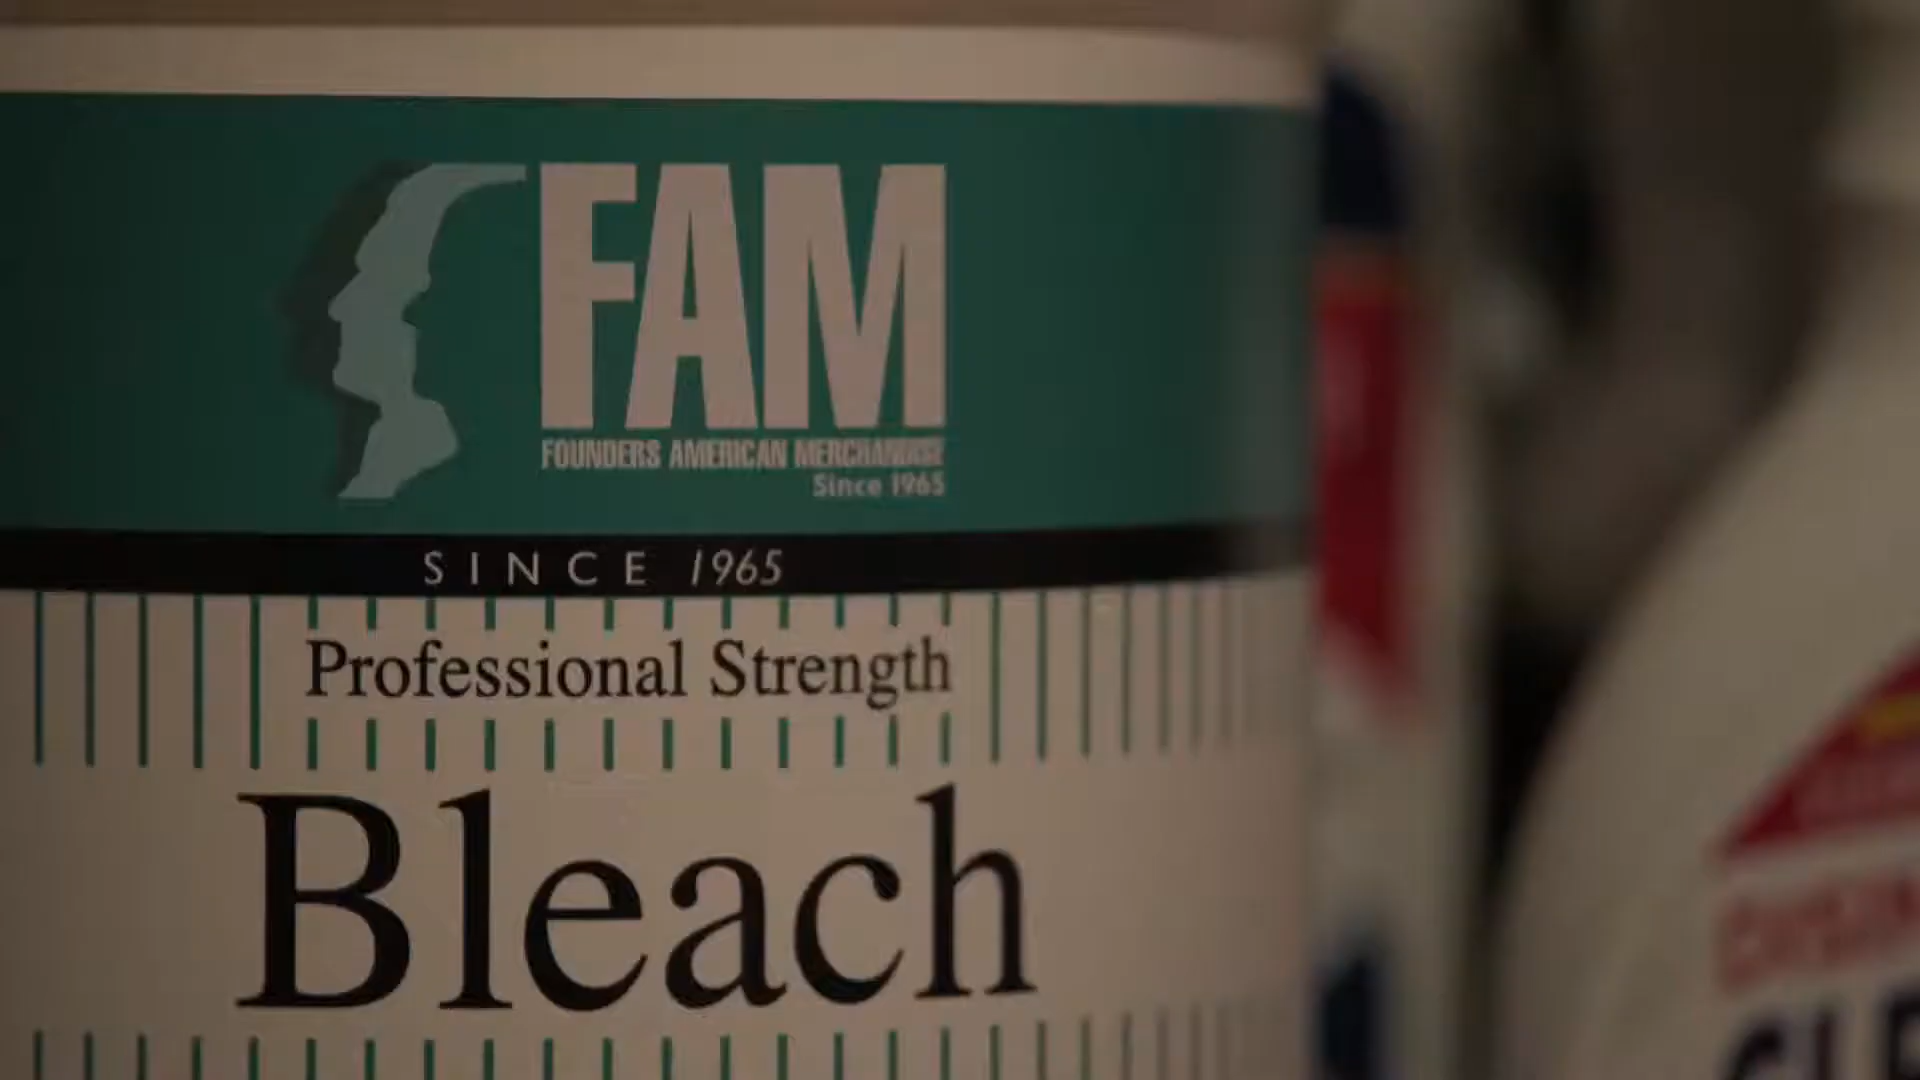 FAM
FOUNDERS AMERICAN MERCHANDISE
Since 1965
SINCE 1965
Professional Strength
Bleach